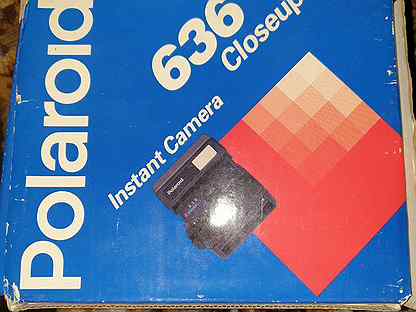 Polaroid
636
Closeup
Instant Camera
Polaroid